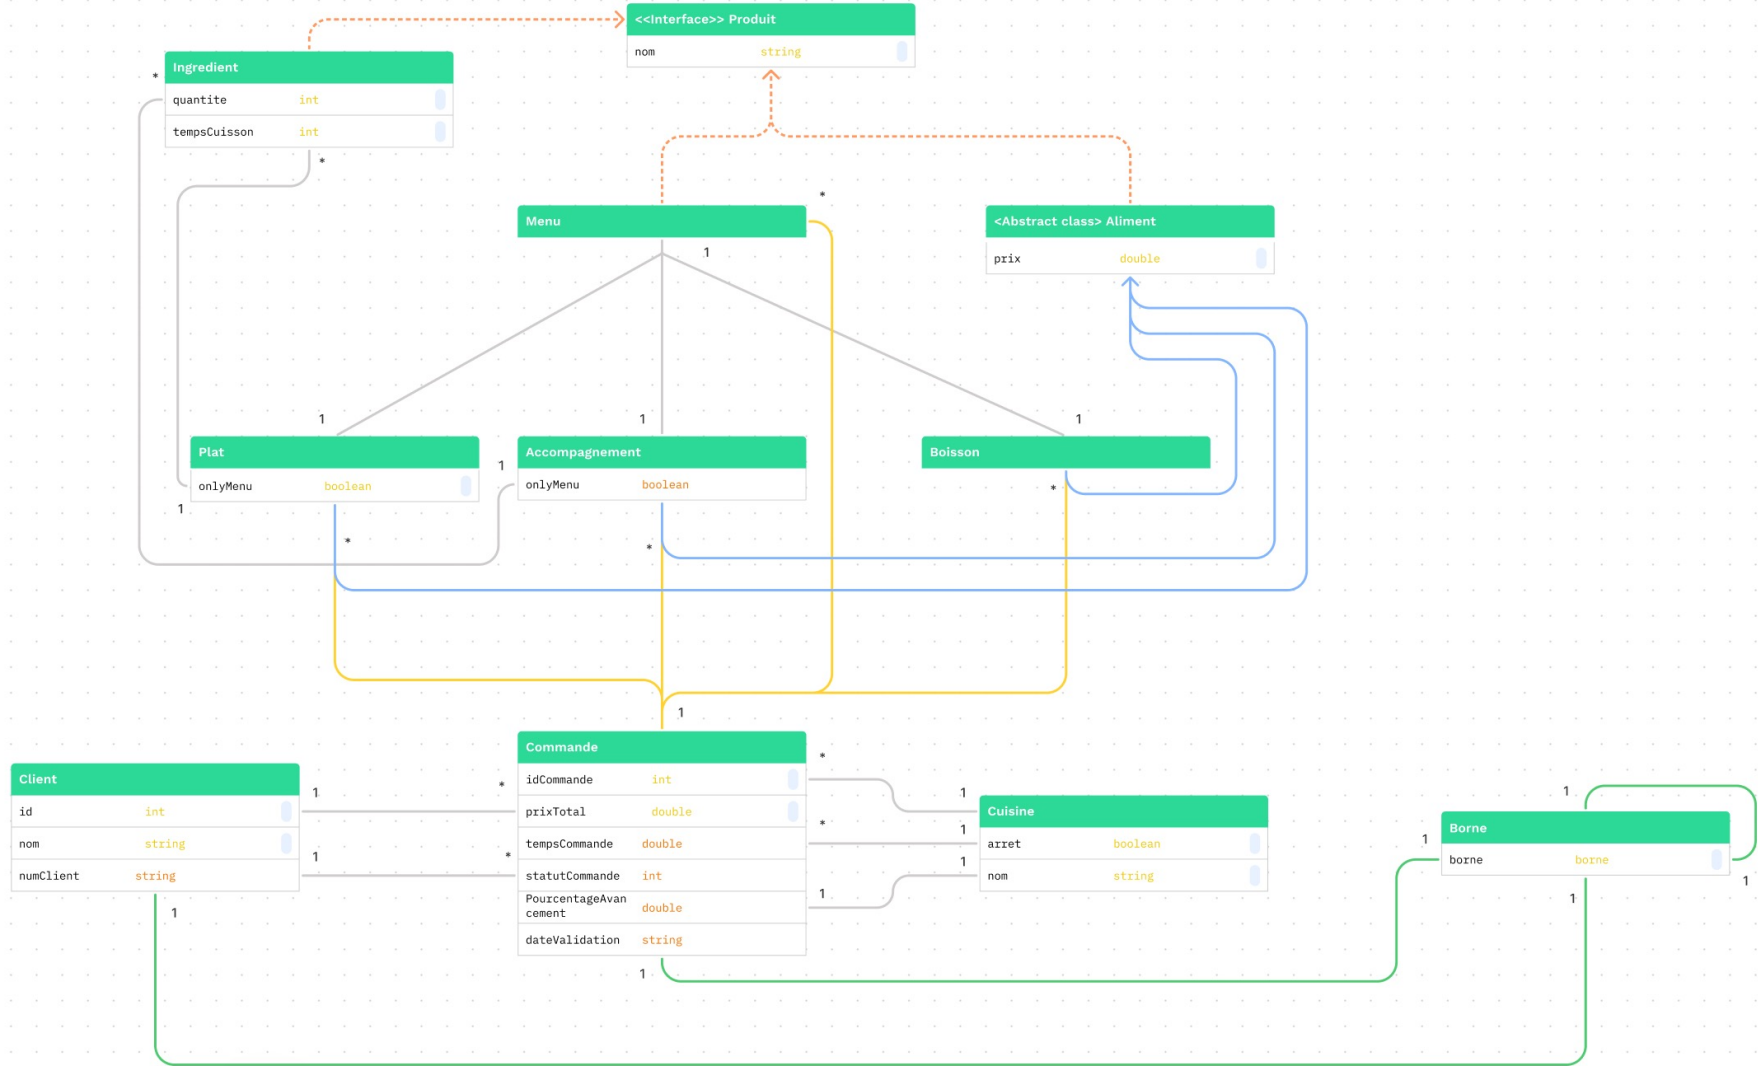 <<Interface>> Produit
nom string
Ingredient
*
quantite int
tempsCuisson int
*
*
Menu
<Abstract class> Aliment
1
prix double
1
1
1
Plat
Accompagnement
Boisson
1
onlyMenu boolean
onlyMenu boolean
*
1
*
*
1
Commande
*
Client
idCommande int
1
*
1
1
Cuisine
id int
prixTotal double
*
1
1
Borne
nom string
tempsCommande double
arret boolean
1
*
1
borne borne
numClient string
statutCommande int
nom string
1
PourcentageAvan
cement double
1
1
1
dateValidation string
1